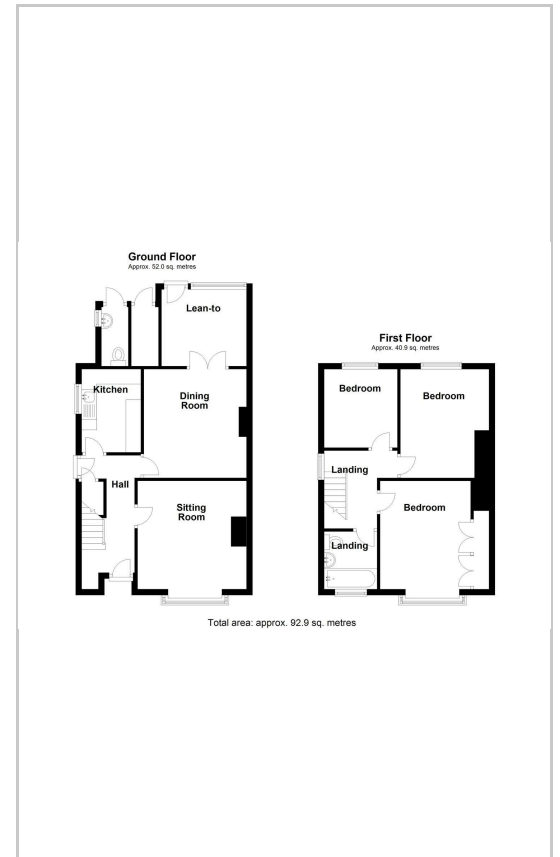 Ground Floor
Approx. 52.0 sq. metres
Lean-to
Kitchen
Dining
Room
Hall
Sitting
Room
First Floor
Approx. 40.9 sq. metres
Bedroom
Bedroom
Landing
Bedroom
Landing
Total area: approx. 92.9 sq. metres